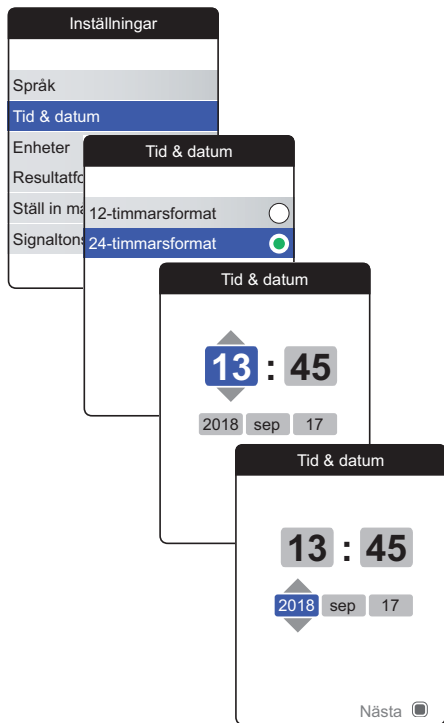 Inställningar
Språk
Tid & datum
Enheter
Resultatfo
Ställ in ma
Signaltons
Tid & datum
12-timmarsformat
24-timmarsformat
Tid & datum
13 : 45
2018 sep 17
Tid & datum
13 : 45
2018 sep 17
Nästa